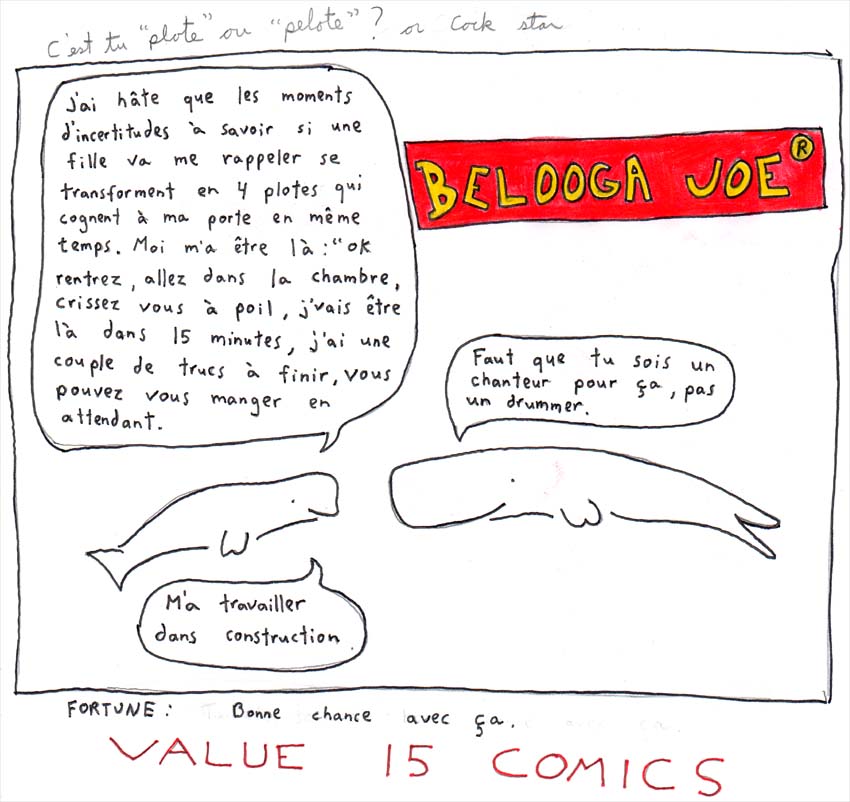 C'est tu "plote" ou "pelote"? or Cock star
J'ai hâte que les moments
d'incertitudes à savoir si une
fille va me rappeler se
transforment en 4 plotes qui
cognent à ma porte en même
temps. Moi m'a être là: "ok
rentrez, allez dans la chambre,
crissez vous à poil, j'vais être
là dans 15 minutes, j'ai une
couple de trucs à finir, vous
pouvez vous manger en
attendant.
BELOOGA JOE®
Faut que tu sois un
chanteur pour ça, pas
un drummer.
M'a travailler
dans construction.
FORTUNE: Bonne chance avec ça.
VALUE 15 COMICS